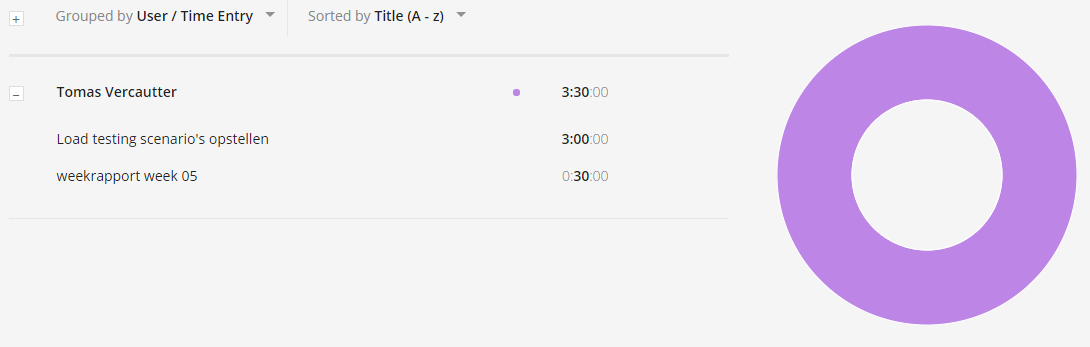 Grouped by User / Time Entry Sorted by Title (A - z)
Tomas Vercautter 3:30:00
Load testing scenario's opstellen 3:00:00
weekrapport week 05 0:30:00